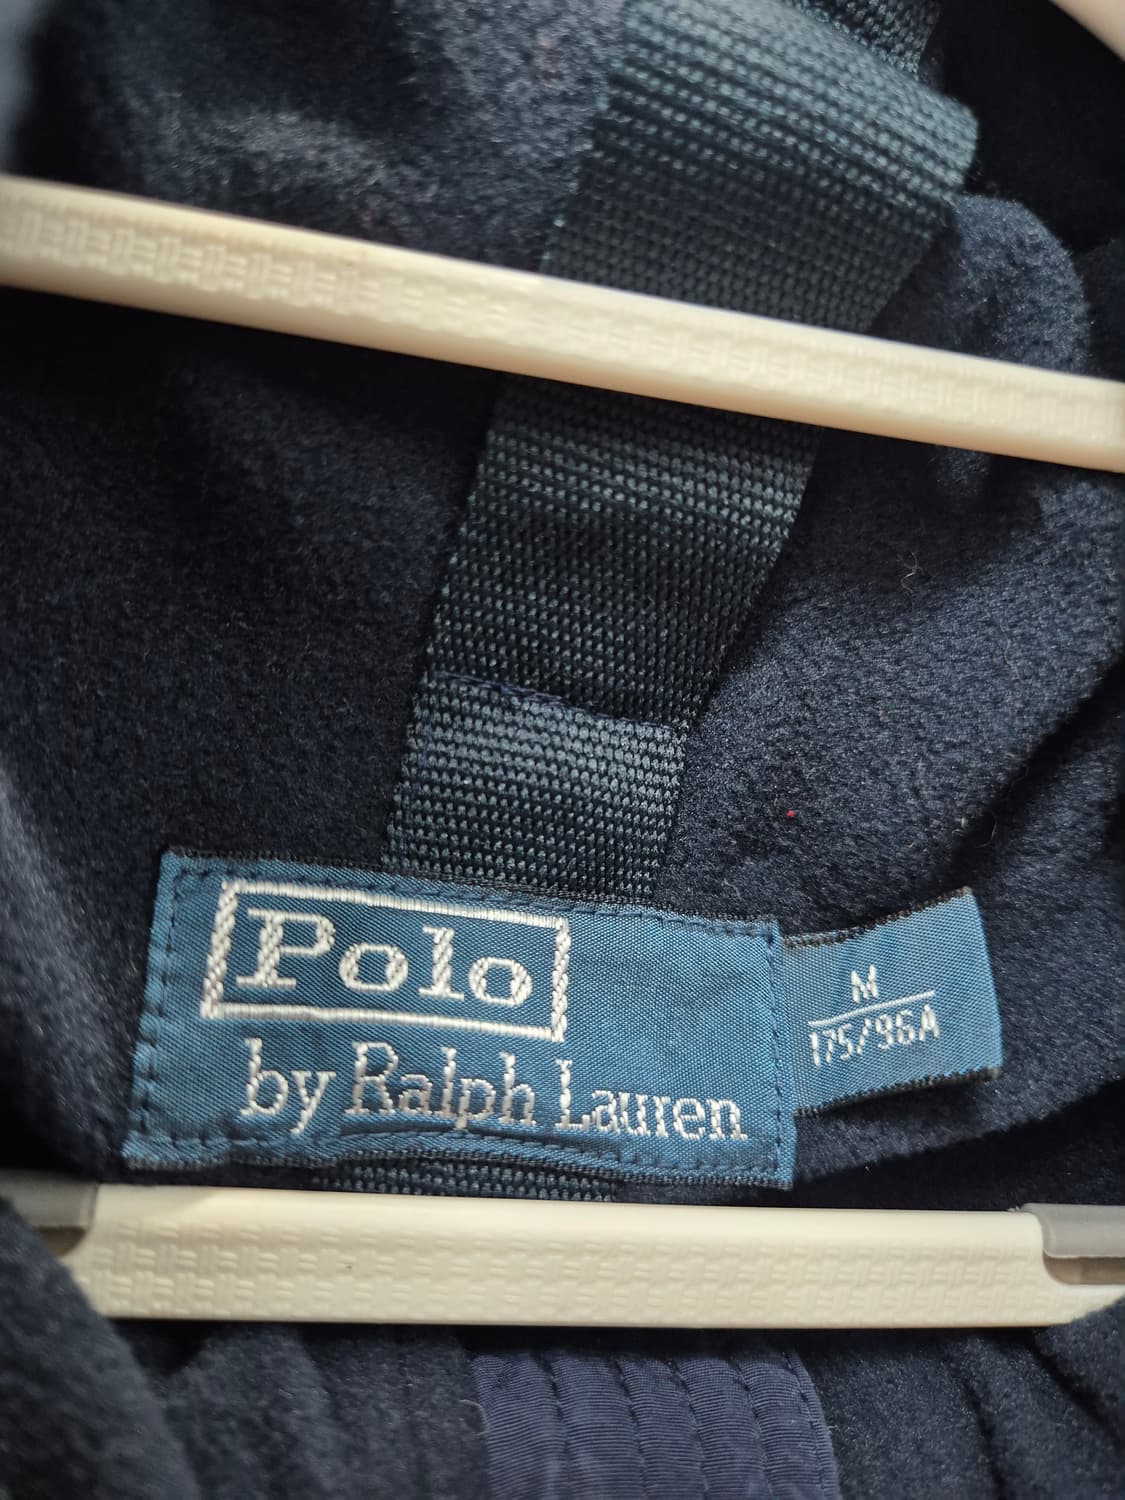 Polo
by Ralph Lauren
M
175/96A